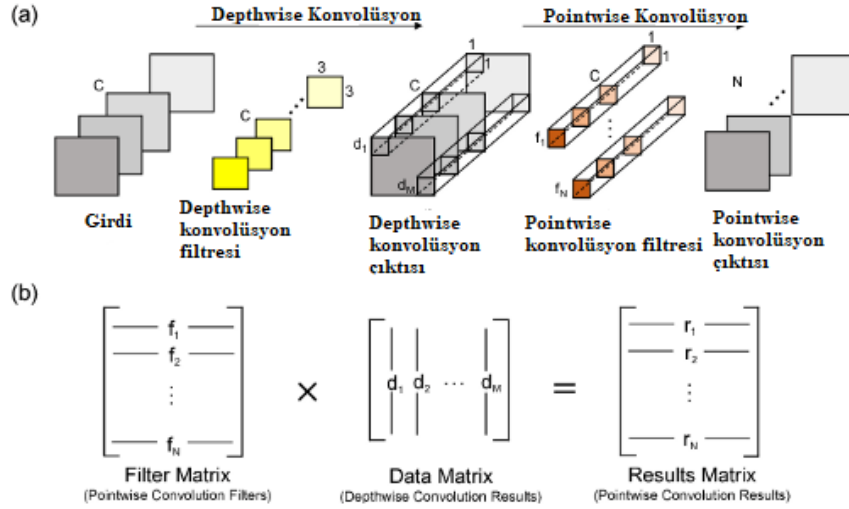 (a)
Depthwise Konvolüsyon
Pointwise Konvolüsyon
C
3
3
C
1
1
C
d1
dM
1
1
C
f1
fN
N
Girdi
Depthwise
konvolüsyon
filtresi
Depthwise
konvolüsyon
çıktısı
Pointwise
konvolüsyon filtresi
Pointwise
konvolüsyon
çıktısı
(b)
f1
f2
⋮
fN
×
d1 d2 ··· dM
=
r1
r2
⋮
rN
Filter Matrix
(Pointwise Convolution Filters)
Data Matrix
(Depthwise Convolution Results)
Results Matrix
(Pointwise Convolution Results)